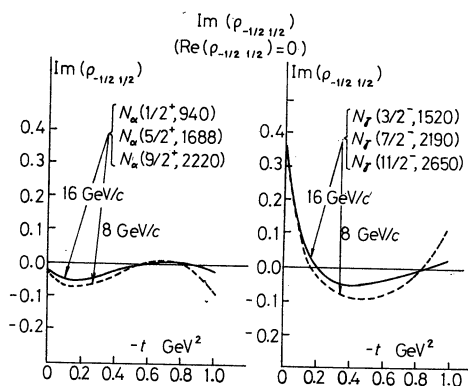 Im (ρ-1/2 1/2)
(Re(ρ-1/2 1/2)=0)
Im (ρ-1/2 1/2)
0.4
0.3
0.2
0.1
0.0
-0.1
-0.2
Nα(1/2+,940)
Nα(5/2+,1688)
Nα(9/2+,2220)
16 GeV/c
8 GeV/c
0 0.2 0.4 0.6 0.8 1.0
-t GeV2
Im (ρ-1/2 1/2)
0.4
0.3
0.2
0.1
0.0
-0.1
-0.2
Nγ(3/2-,1520)
Nγ(7/2-,2190)
Nγ(11/2-,2650)
16 GeV/c
8 GeV/c
0 0.2 0.4 0.6 0.8 1.0
-t GeV2